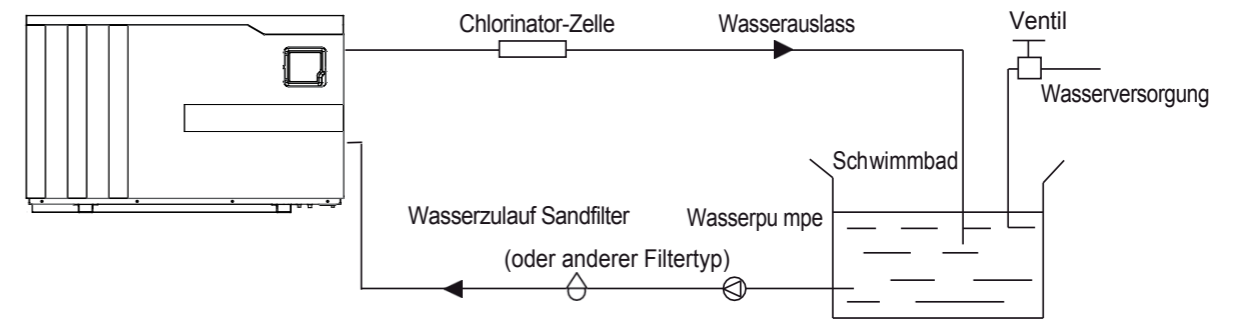 Chlorinator-Zelle
Wasserauslass
Ventil
Wasserversorgung
Schwimmbad
Wasserzulauf Sandfilter
Wasserpu mpe
(oder anderer Filtertyp)